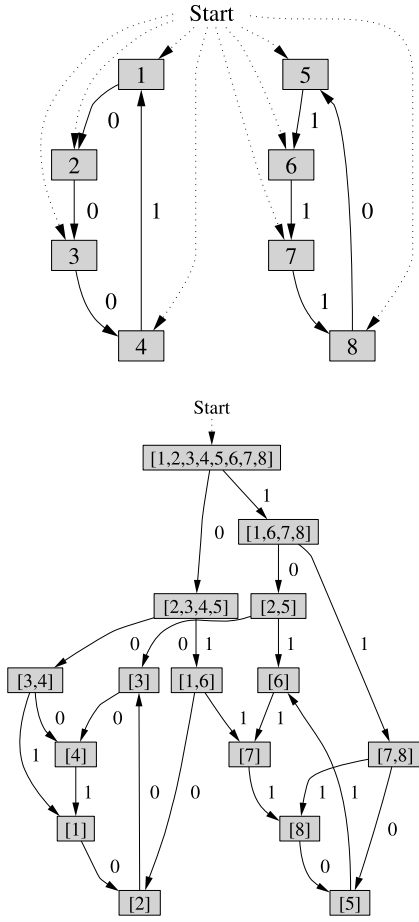 Start
1 5
0 1
2 6
0 1 1 0
3 7
0 1
4 8
Start
[1,2,3,4,5,6,7,8]
1
0 [1,6,7,8]
0
[2,3,4,5] [2,5]
0 0 1 1 1
[3,4] [3] [1,6] [6]
0 0 1 1
1 [4] [7] [7,8]
1 0 0 1 1 1 0
[1] [8]
0 0
[2] [5]